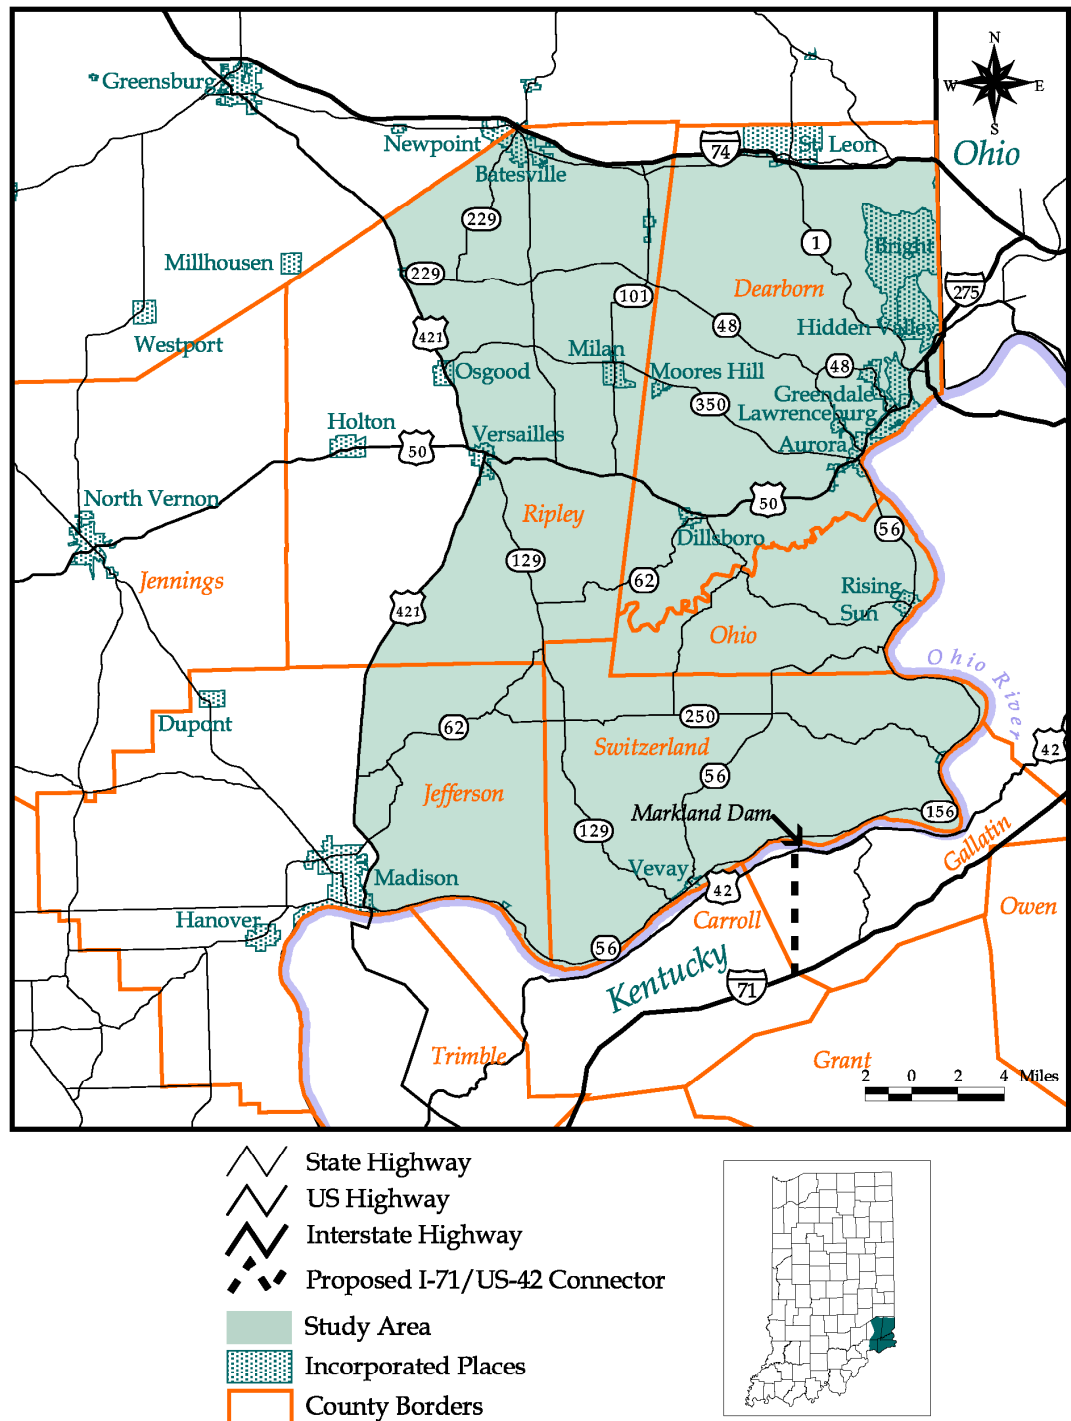 Greensburg
N
W
E
S
Newpoint
74
St. Leon
Ohio
Batesville
229
1
Bright
Millhousen
229
275
101
Dearborn
Westport
421
48
Hidden Valley
Milan
Osgood
Moores Hill
48
Greendale
350
Lawrenceburg
Holton
50
Versailles
Aurora
North Vernon
50
Ripley
Dillsboro
56
Jennings
129
62
Rising
Sun
421
Ohio
Ohio River
Dupont
62
250
42
Switzerland
56
Jefferson
Markland Dam
156
129
Gallatin
Madison
Vevay
42
Hanover
Carroll
Owen
56
Kentucky
71
Trimble
Grant
2 0 2 4 Miles
State Highway
US Highway
Interstate Highway
Proposed I-71/US-42 Connector
Study Area
Incorporated Places
County Borders